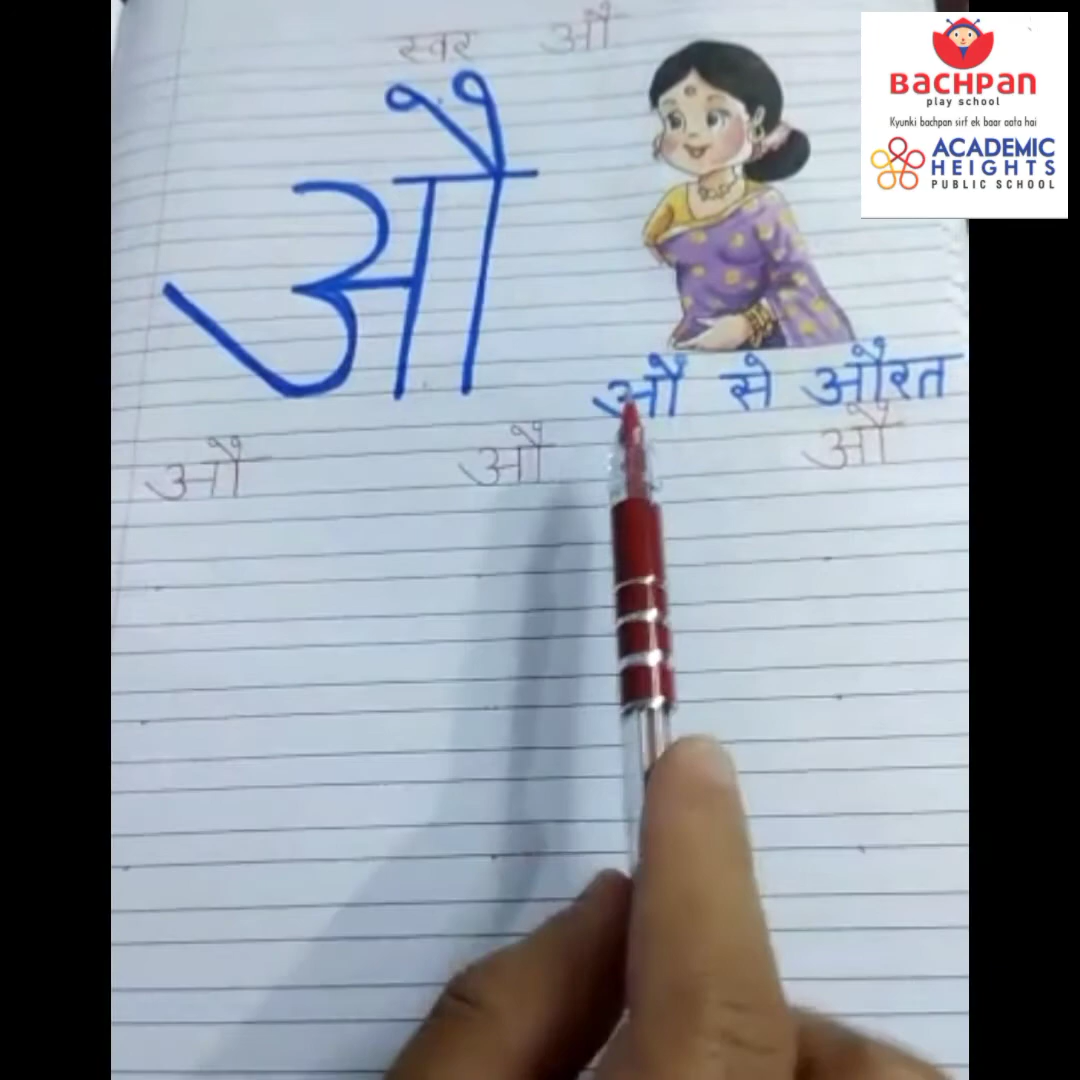 स्वर औ
औ
औ से औरत
औ औ औ
BACHPAN
play school
Kyunki bachpan sirf ek baar aata hai
ACADEMIC
HEIGHTS
PUBLIC SCHOOL